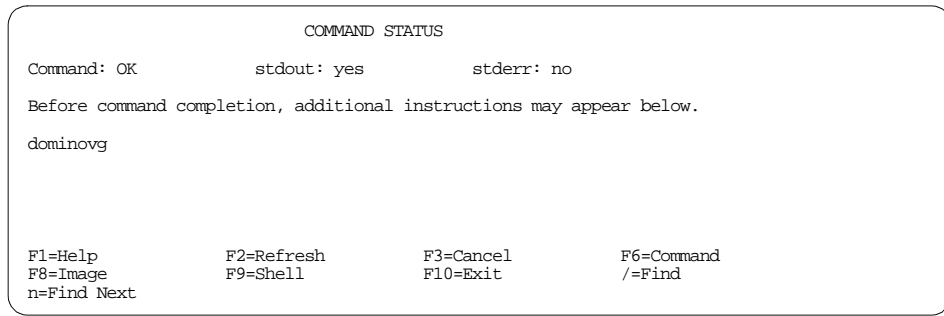 COMMAND STATUS
Command: OK stdout: yes stderr: no
Before command completion, additional instructions may appear below.
dominovg
F1=Help F2=Refresh F3=Cancel F6=Command
F8=Image F9=Shell F10=Exit /=Find
n=Find Next